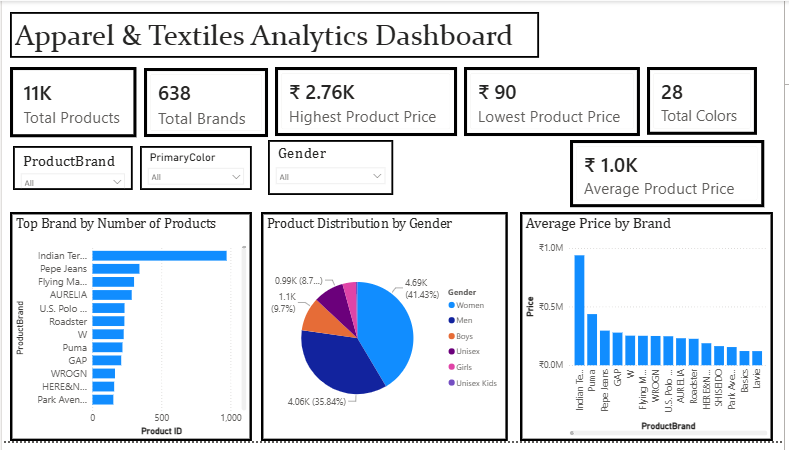 Apparel & Textiles Analytics Dashboard
11K
Total Products
638
Total Brands
₹ 2.76K
Highest Product Price
₹ 90
Lowest Product Price
28
Total Colors
ProductBrand
All
PrimaryColor
All
Gender
All
₹ 1.0K
Average Product Price
Top Brand by Number of Products
ProductBrand
Indian Ter...
Pepe Jeans
Flying Ma...
AURELIA
U.S. Polo ...
Roadster
W
Puma
GAP
WROGN
HERE&N...
Park Aven...
0
500
1,000
Product ID
Product Distribution by Gender
0.99K (8.7...)
1.1K
(9.7%)
4.69K
(41.43%)
4.06K (35.84%)
Gender
Women
Men
Boys
Unisex
Girls
Unisex Kids
Average Price by Brand
Price
₹1.0M
₹0.5M
₹0.0M
Indian Te...
Puma
Pepe Jeans
GAP
W
Flying M...
WROGN
U.S. Polo ...
AURELIA
Roadster
HERE&N...
SHISEIDO
Park Ave...
Basics
Lavie
ProductBrand